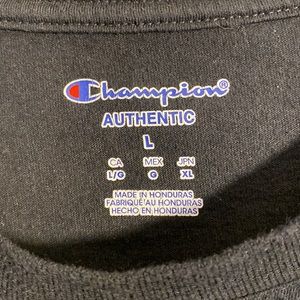 Champion®
AUTHENTIC
L
CA MEX JPN
L/G G XL
MADE IN HONDURAS
FABRIQUÉ AU HONDURAS
HECHO EN HONDURAS